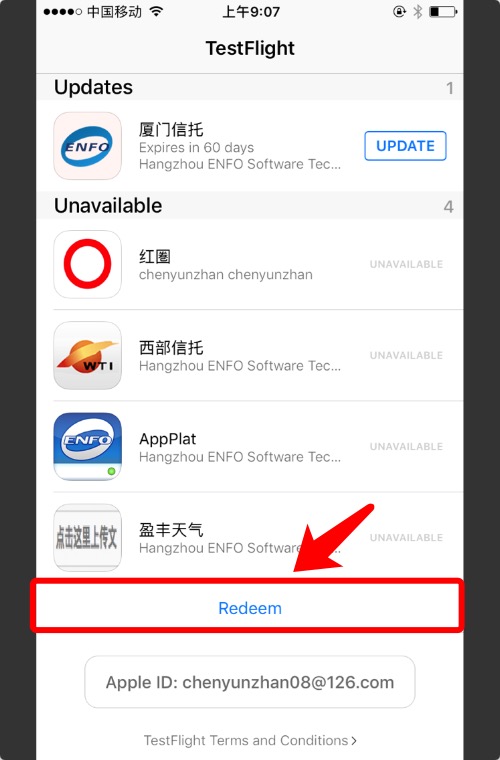 中国移动 上午9:07
TestFlight
Updates 1
ENFO
厦门信托
Expires in 60 days
Hangzhou ENFO Software Tec...
UPDATE
Unavailable 4
红圈
chenyunzhan chenyunzhan
UNAVAILABLE
WTI
西部信托
Hangzhou ENFO Software Tec...
UNAVAILABLE
ENFO
AppPlat
Hangzhou ENFO Software Tec...
UNAVAILABLE
点击这里上传文
盈丰天气
Hangzhou ENFO Softwar
UNAVAILABLE
Redeem
Apple ID: chenyunzhan08@126.com
TestFlight Terms and Conditions